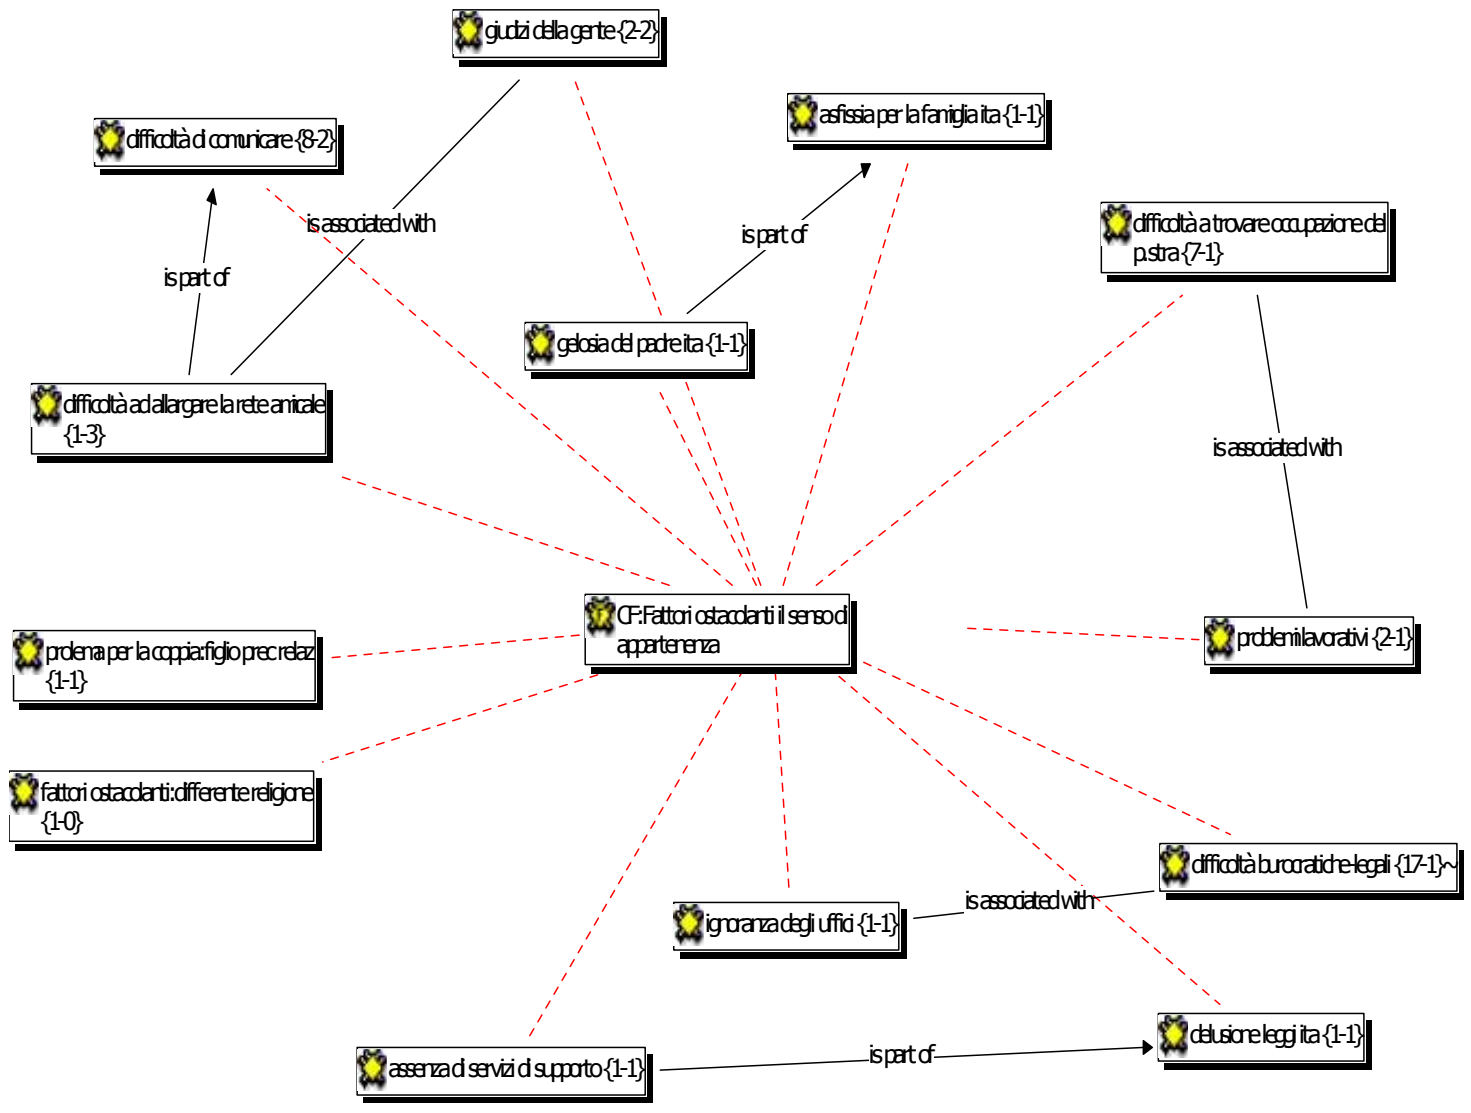 giudizi della gente {2-2}
asfissia per la famiglia ita {1-1}
difficoltà di comunicare {8-2}
difficoltà a trovare occupazione del
p.stra {7-1}
is associated with
is part of
is part of
gelosia del padre ita {1-1}
difficoltà ad allargare la rete amicale
{1-3}
is associated with
CF:Fattori ostacolanti il senso di
appartenenza
problemi lavorativi {2-1}
prolema per la coppia:figlio prec relaz
{1-1}
fattori ostacolanti: differente religione
{1-0}
difficoltà burocratiche-legali {17-1}~
is associated with
ignoranza degli uffici {1-1}
delusione leggi ita {1-1}
is part of
assenza di servizi di supporto {1-1}